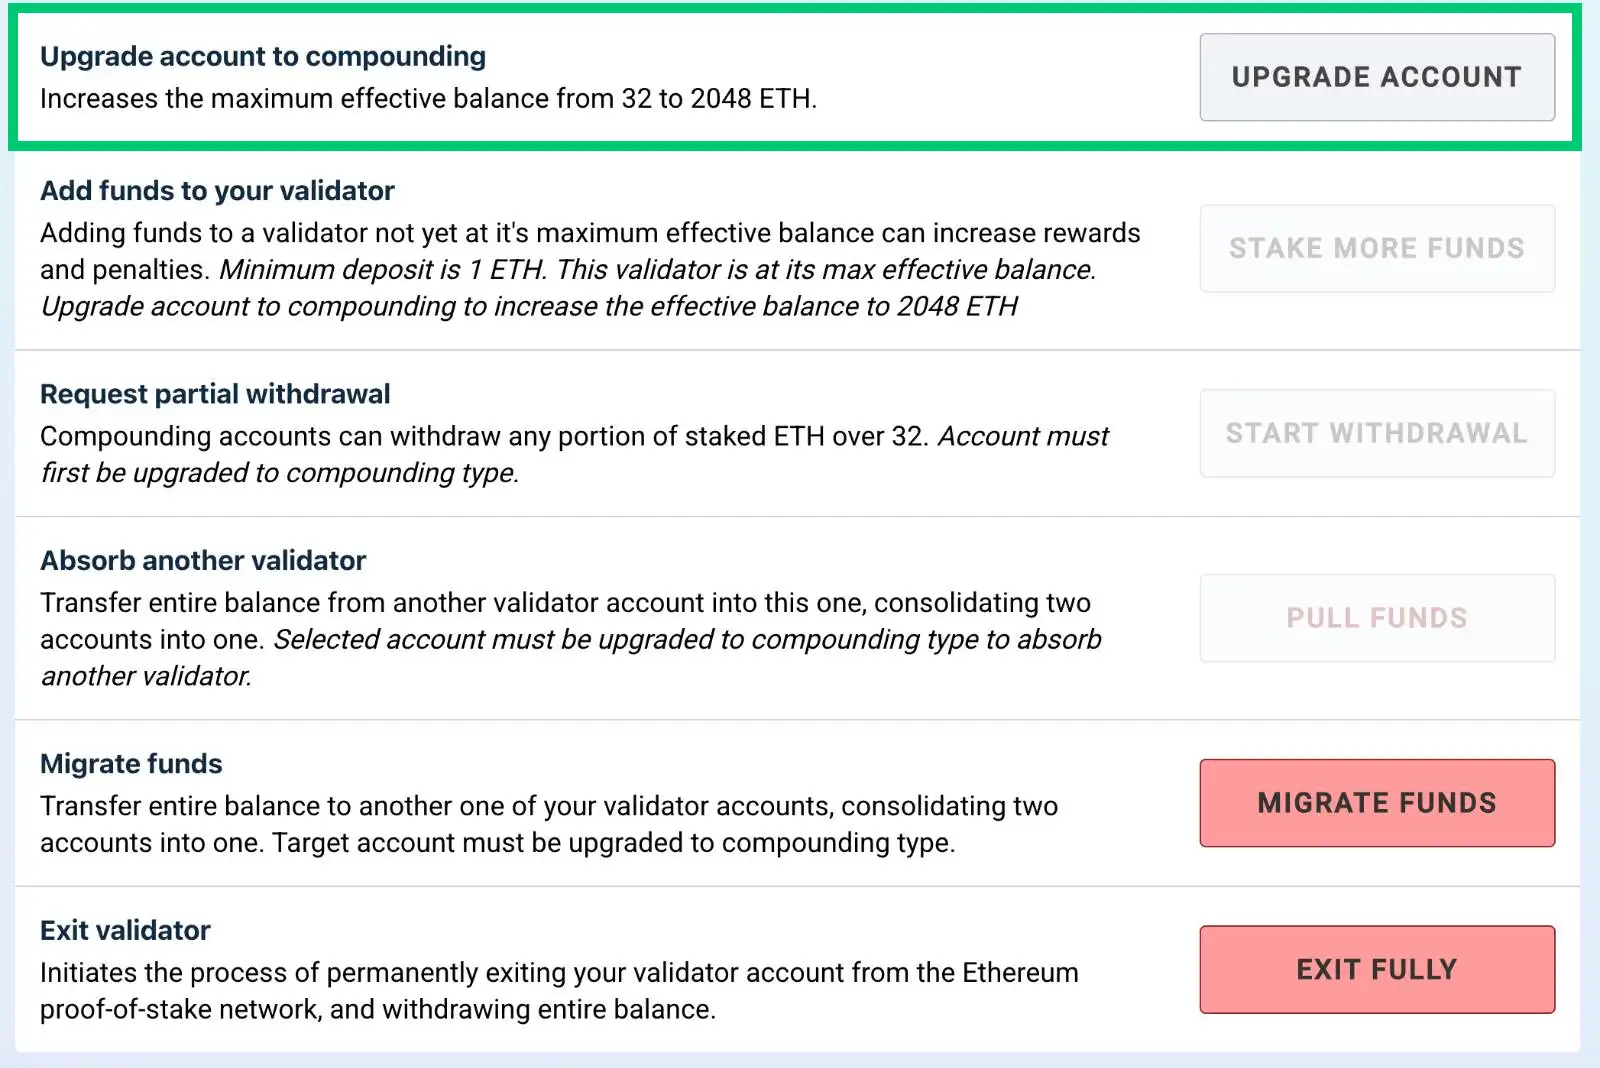 Upgrade account to compounding
Increases the maximum effective balance from 32 to 2048 ETH.
UPGRADE ACCOUNT
Add funds to your validator
Adding funds to a validator not yet at it's maximum effective balance can increase rewards
and penalties. Minimum deposit is 1 ETH. This validator is at its max effective balance.
Upgrade account to compounding to increase the effective balance to 2048 ETH
STAKE MORE FUNDS
Request partial withdrawal
Compounding accounts can withdraw any portion of staked ETH over 32. Account must
first be upgraded to compounding type.
START WITHDRAWAL
Absorb another validator
Transfer entire balance from another validator account into this one, consolidating two
accounts into one. Selected account must be upgraded to compounding type to absorb
another validator.
PULL FUNDS
Migrate funds
Transfer entire balance to another one of your validator accounts, consolidating two
accounts into one. Target account must be upgraded to compounding type.
MIGRATE FUNDS
Exit validator
Initiates the process of permanently exiting your validator account from the Ethereum
proof-of-stake network, and withdrawing entire balance.
EXIT FULLY